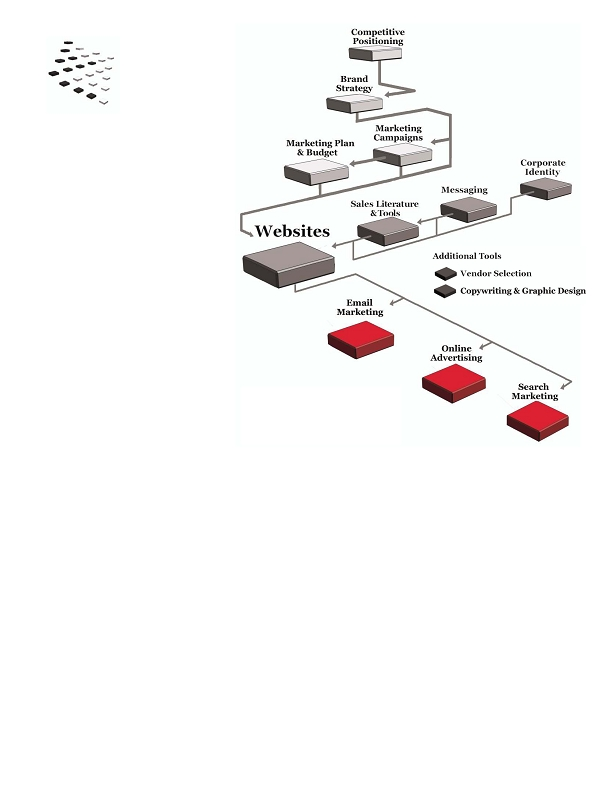 Competitive
Positioning
Brand
Strategy
Marketing
Campaigns
Marketing Plan
& Budget
Corporate
Identity
Messaging
Sales Literature
& Tools
Websites
Additional Tools
Vendor Selection
Copywriting & Graphic Design
Email
Marketing
Online
Advertising
Search
Marketing